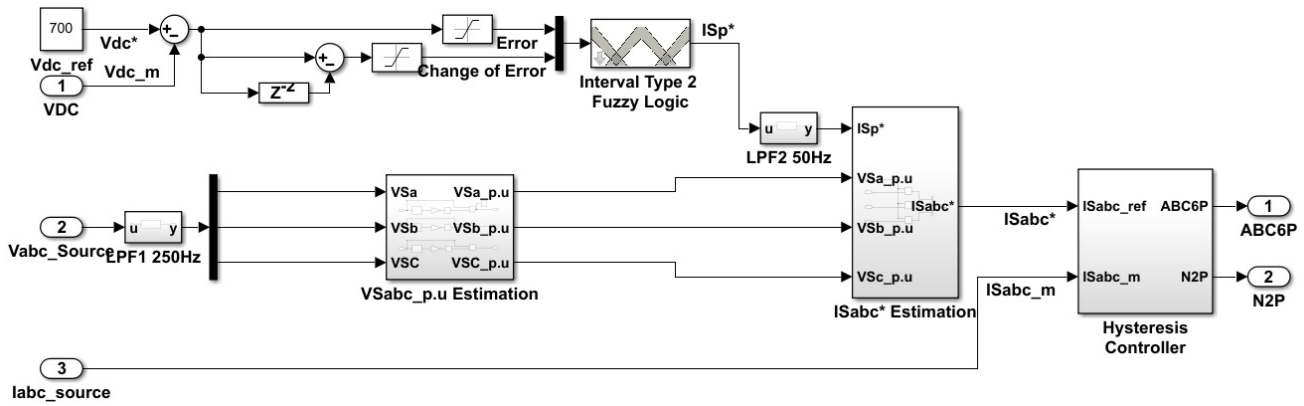 700
Vdc_ref
Vdc*
Vdc_m
1
VDC
+
-
+
-
Z-2
Error
Change of Error
Interval Type 2
Fuzzy Logic
ISp*
u y
LPF2 50Hz
2
Vabc_Source
u y
LPF1 250Hz
VSa VSa_p.u
VSb VSb_p.u
VSC VSC_p.u
VSabc_p.u Estimation
ISp*
VSa_p.u
ISabc*
VSb_p.u
VSc_p.u
ISabc* Estimation
ISabc*
ISabc_m
ISabc_ref ABC6P
ISabc_m N2P
Hysteresis
Controller
1
ABC6P
2
N2P
3
Iabc_source